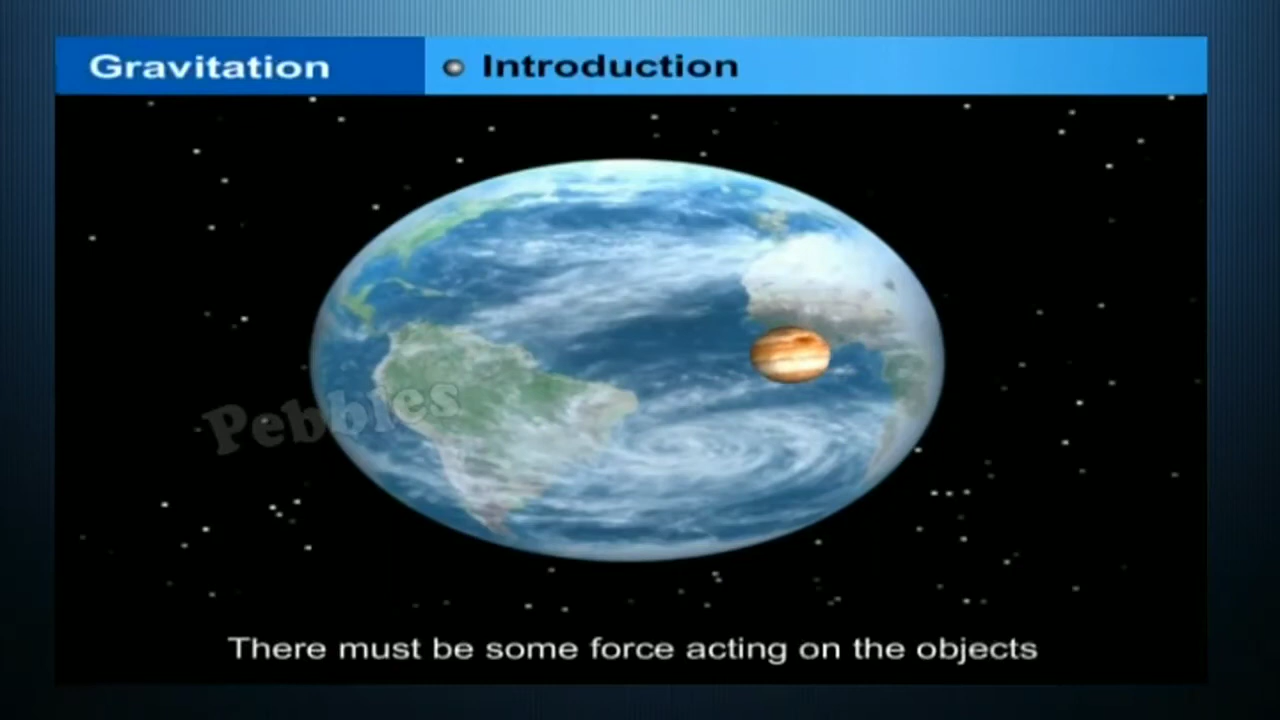 Gravitation
Introduction
Pebbles
There must be some force acting on the objects